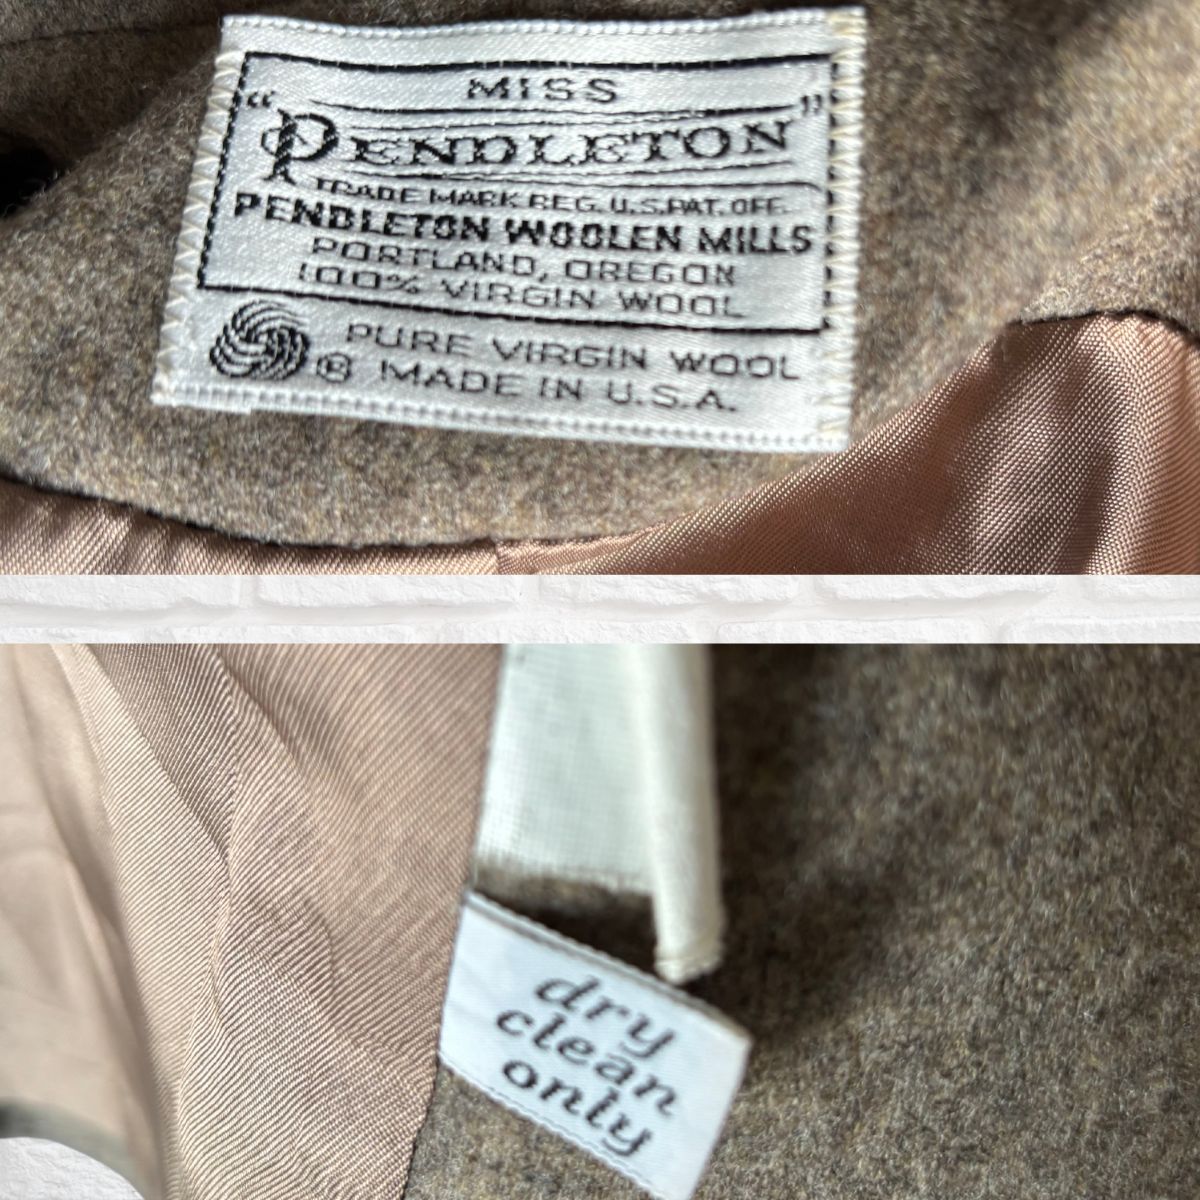 MISS
"PENDLETON"
TRADE MARK REG. U.S. PAT. OFF.
PENDLETON WOOLEN MILLS
PORTLAND, OREGON
100% VIRGIN WOOL
PURE VIRGIN WOOL
® MADE IN U.S.A.
dry
clean
only